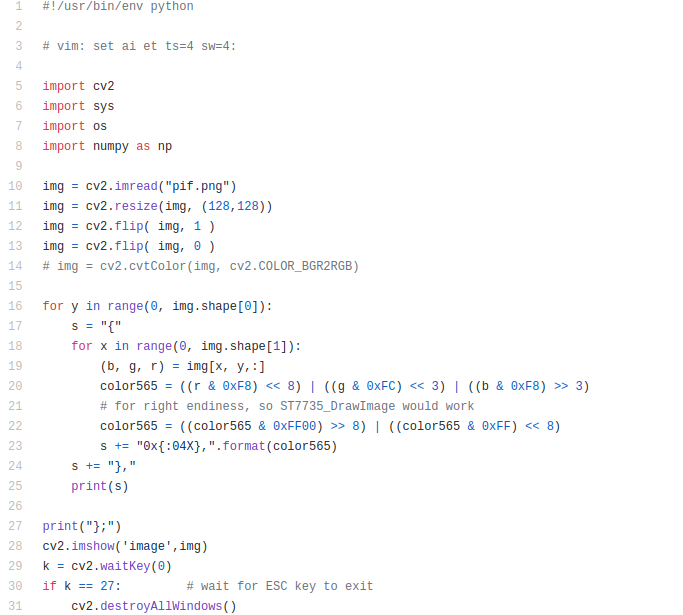 1 #!/usr/bin/env python
2
3 # vim: set ai et ts=4 sw=4:
4
5 import cv2
6 import sys
7 import os
8 import numpy as np
9
10 img = cv2.imread("pif.png")
11 img = cv2.resize(img, (128,128))
12 img = cv2.flip( img, 1 )
13 img = cv2.flip( img, 0 )
14 # img = cv2.cvtColor(img, cv2.COLOR_BGR2RGB)
15
16 for y in range(0, img.shape[0]):
17     s = "{"
18     for x in range(0, img.shape[1]):
19         (b, g, r) = img[x, y,:]
20         color565 = ((r & 0xF8) << 8) | ((g & 0xFC) << 3) | ((b & 0xF8) >> 3)
21         # for right endiness, so ST7735_DrawImage would work
22         color565 = ((color565 & 0xFF00) >> 8) | ((color565 & 0xFF) << 8)
23         s += "0x{:04X},".format(color565)
24     s += "},"
25     print(s)
26
27 print("};")
28 cv2.imshow('image',img)
29 k = cv2.waitKey(0)
30 if k == 27:         # wait for ESC key to exit
31     cv2.destroyAllWindows()